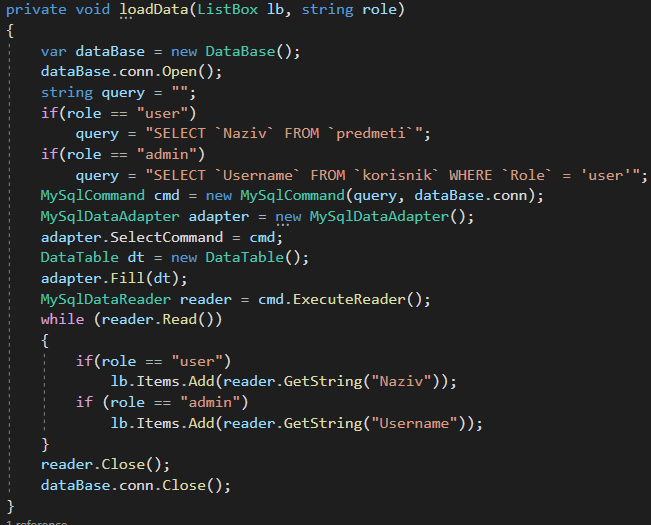 private void loadData(ListBox lb, string role)
{
    var dataBase = new DataBase();
    dataBase.conn.Open();
    string query = "";
    if(role == "user")
        query = "SELECT `Naziv` FROM `predmeti`";
    if(role == "admin")
        query = "SELECT `Username` FROM `korisnik` WHERE `Role` = 'user'";
    MySqlCommand cmd = new MySqlCommand(query, dataBase.conn);
    MySqlDataAdapter adapter = new MySqlDataAdapter();
    adapter.SelectCommand = cmd;
    DataTable dt = new DataTable();
    adapter.Fill(dt);
    MySqlDataReader reader = cmd.ExecuteReader();
    while (reader.Read())
    {
        if(role == "user")
            lb.Items.Add(reader.GetString("Naziv"));
        if (role == "admin")
            lb.Items.Add(reader.GetString("Username"));
    }
    reader.Close();
    dataBase.conn.Close();
}
1 reference